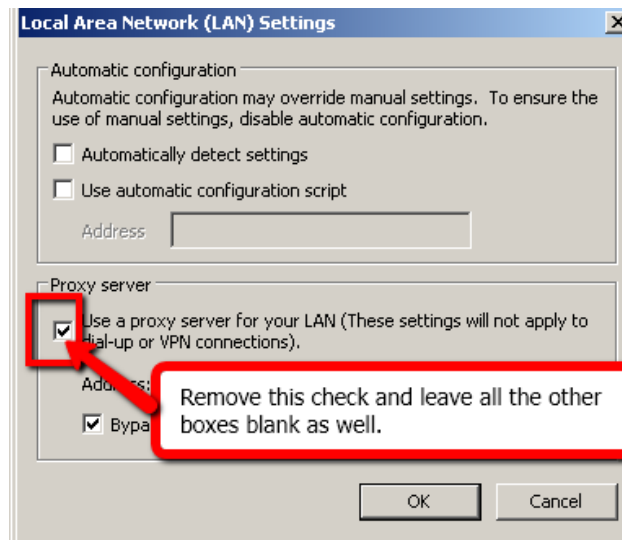 Local Area Network (LAN) Settings
Automatic configuration
Automatic configuration may override manual settings. To ensure the
use of manual settings, disable automatic configuration.
Automatically detect settings
Use automatic configuration script
Address
Proxy server
Use a proxy server for your LAN (These settings will not apply to
dial-up or VPN connections).
Address:
Remove this check and leave all the other
boxes blank as well.
OK
Cancel